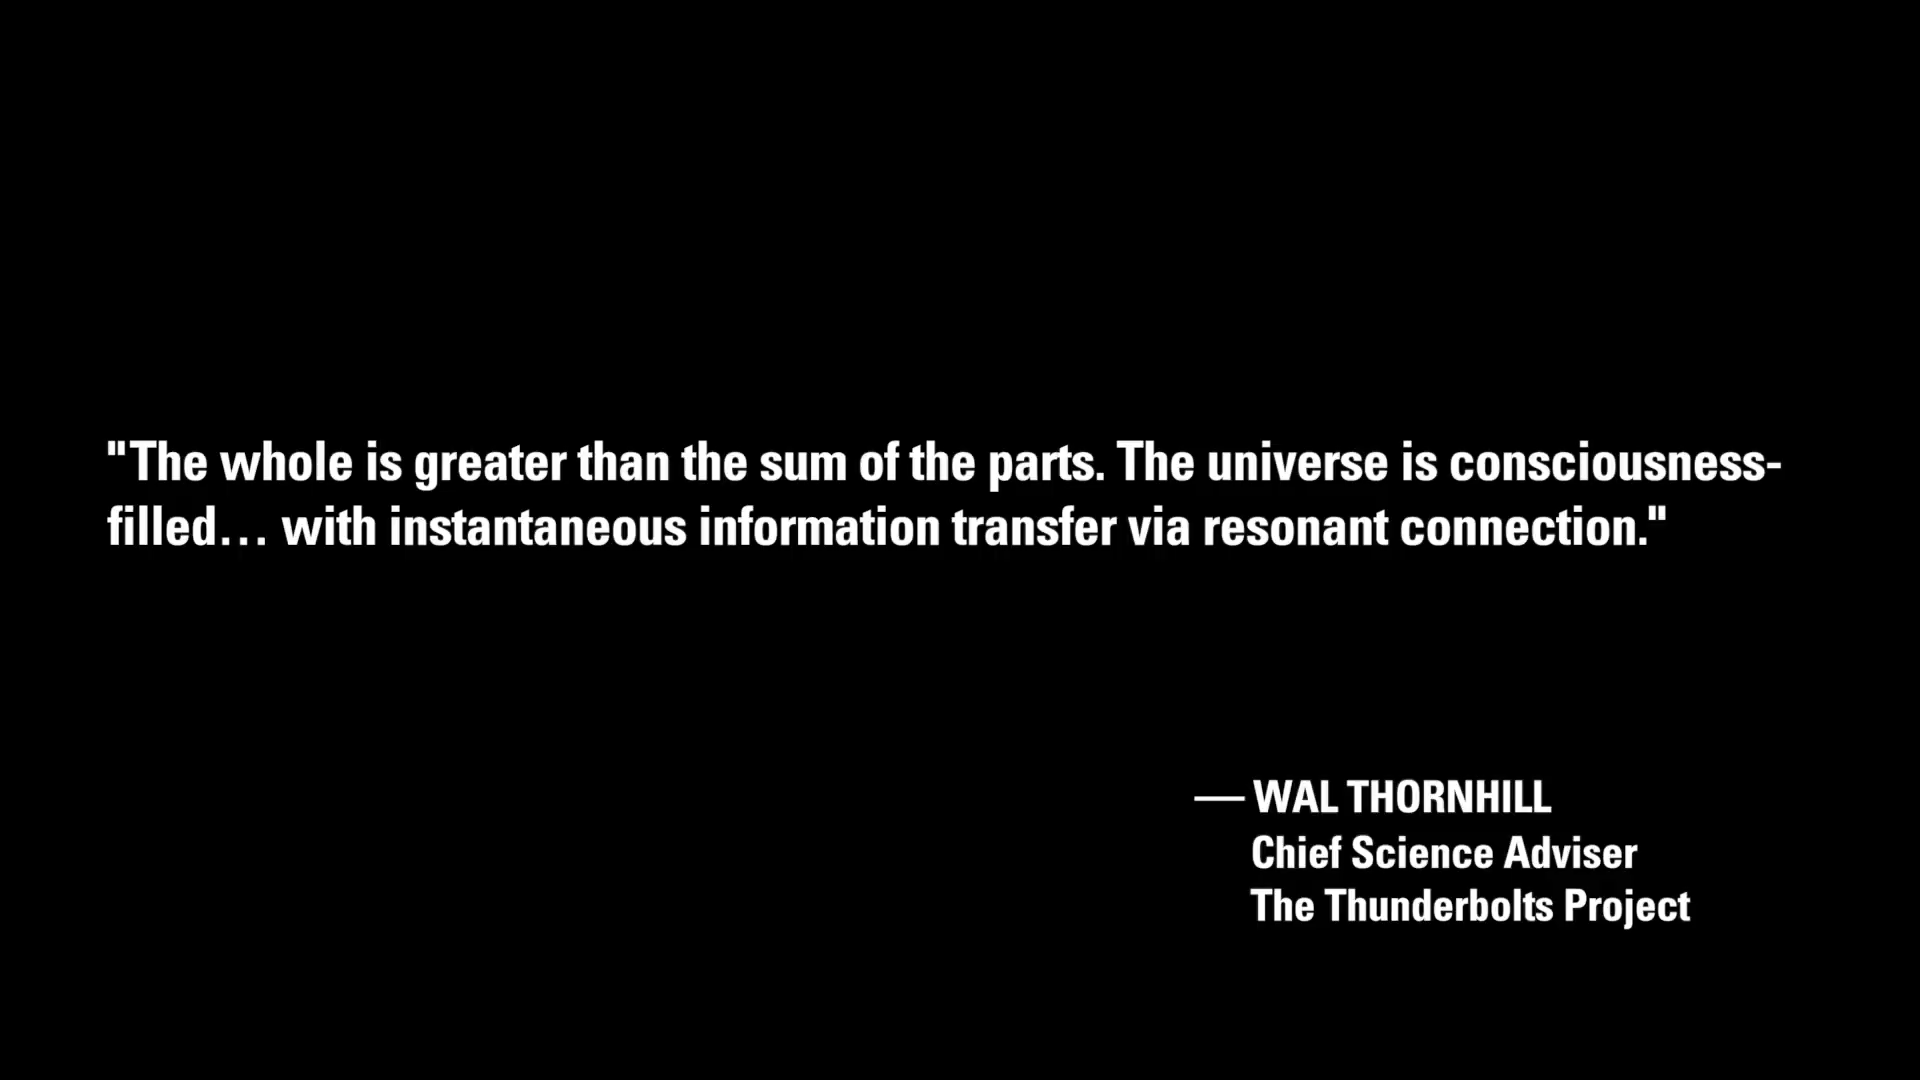 "The whole is greater than the sum of the parts. The universe is consciousness-
filled… with instantaneous information transfer via resonant connection."
— WAL THORNHILL
Chief Science Adviser
The Thunderbolts Project